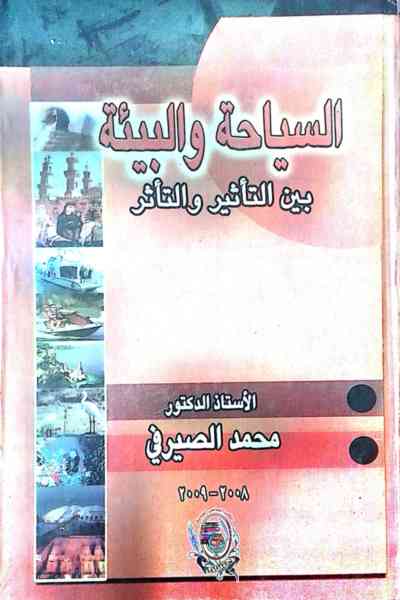 السياحة والبيئة
بين التأثير والتأثر
الأستاذ الدكتور
محمد الصيرفي
٢٠٠٨ - ٢٠٠٩